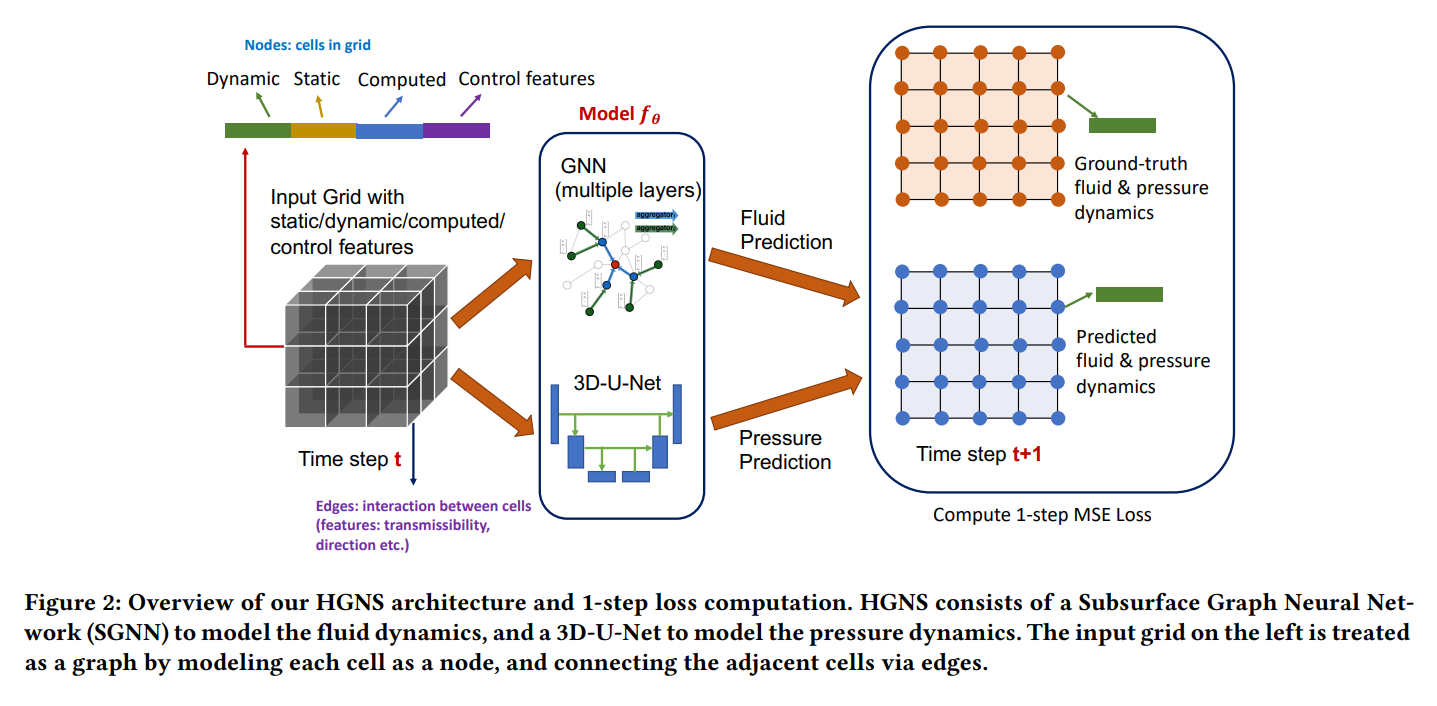 Nodes: cells in grid
Dynamic Static Computed Control features
Input Grid with
static/dynamic/computed/
control features
Time step t
Edges: interaction between cells
(features: transmissibility,
direction etc.)
Model fθ
GNN
(multiple layers)
aggregator₁
aggregator₂
3D-U-Net
Fluid
Prediction
Pressure
Prediction
Ground-truth
fluid & pressure
dynamics
Predicted
fluid & pressure
dynamics
Time step t+1
Compute 1-step MSE Loss
Figure 2: Overview of our HGNS architecture and 1-step loss computation. HGNS consists of a Subsurface Graph Neural Net-
work (SGNN) to model the fluid dynamics, and a 3D-U-Net to model the pressure dynamics. The input grid on the left is treated
as a graph by modeling each cell as a node, and connecting the adjacent cells via edges.